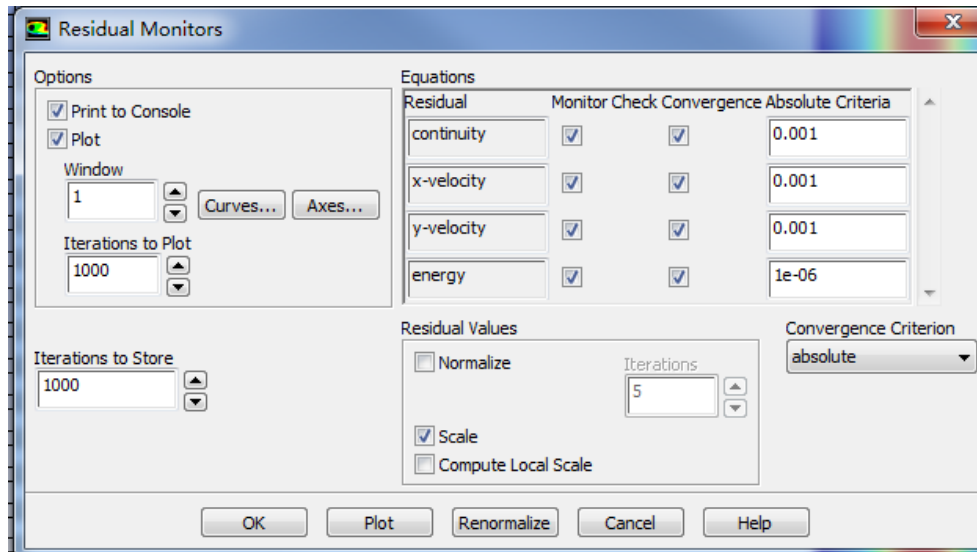 Residual Monitors
X
Options
Print to Console
Plot
Window
1
Curves... Axes...
Iterations to Plot
1000
Iterations to Store
1000
Equations
Residual Monitor Check Convergence Absolute Criteria
continuity 0.001
x-velocity 0.001
y-velocity 0.001
energy 1e-06
Residual Values
Normalize
Iterations
5
Scale
Compute Local Scale
Convergence Criterion
absolute
OK Plot Renormalize Cancel Help